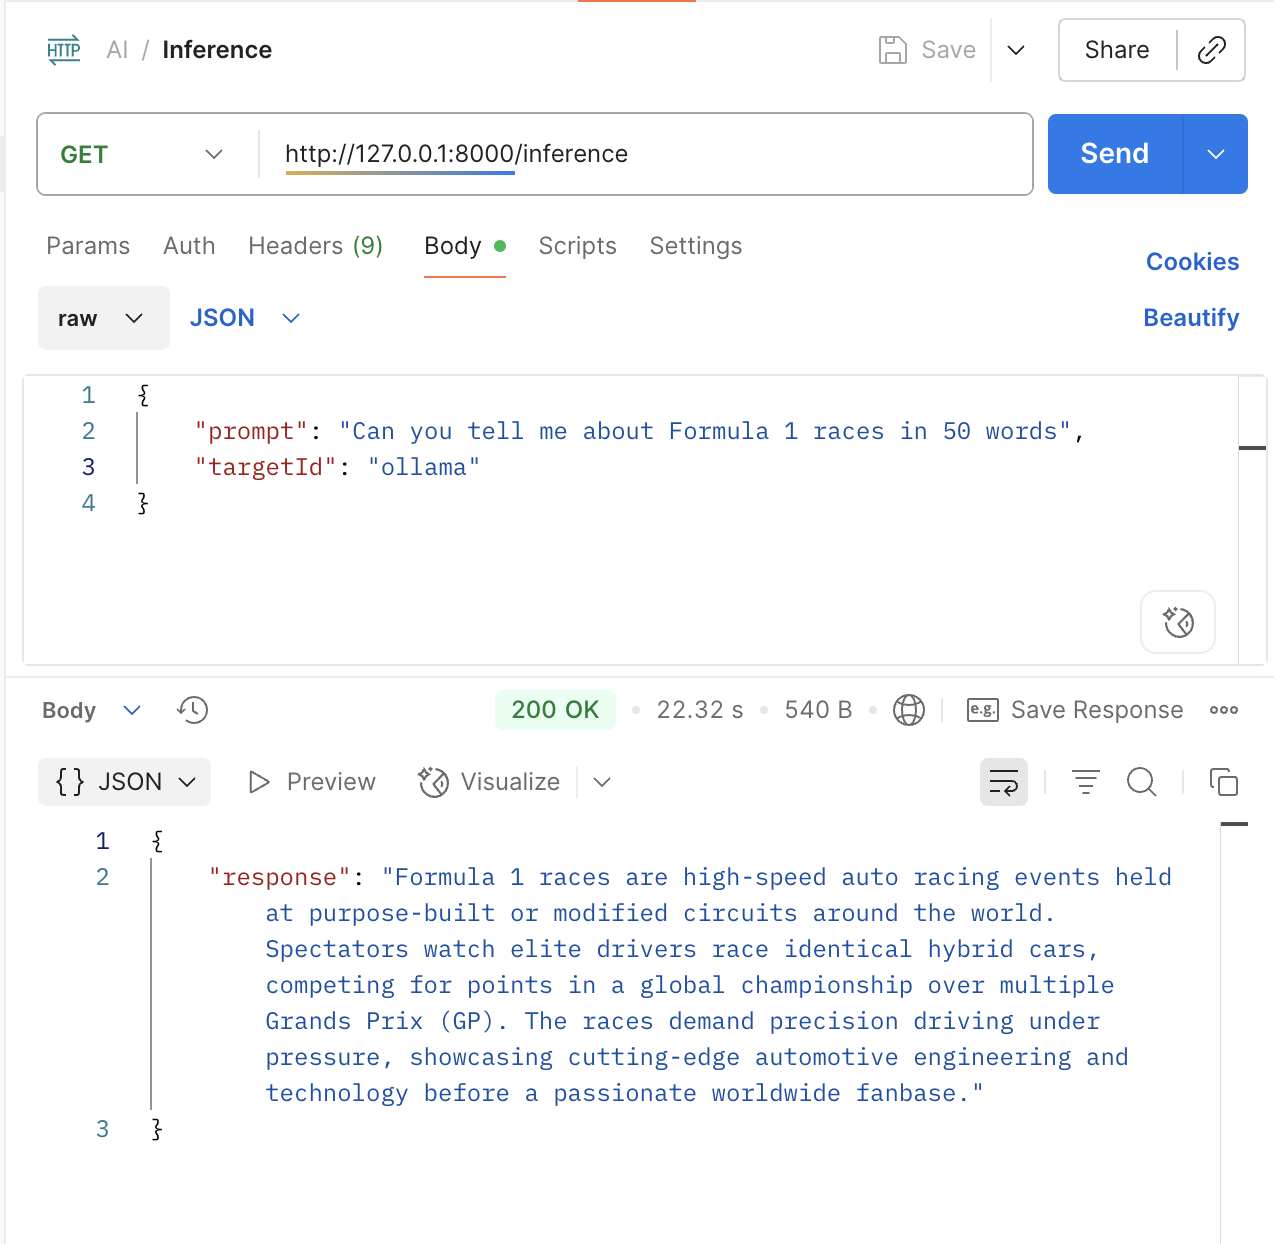 HTTP AI / Inference Save Share
GET http://127.0.0.1:8000/inference Send
Params Auth Headers (9) Body Scripts Settings
Cookies
raw JSON Beautify
1 {
2 "prompt": "Can you tell me about Formula 1 races in 50 words",
3 "targetId": "ollama"
4 }
Body 200 OK • 22.32 s • 540 B • e.g. Save Response
{} JSON Preview Visualize
1 {
2 "response": "Formula 1 races are high-speed auto racing events held
at purpose-built or modified circuits around the world.
Spectators watch elite drivers race identical hybrid cars,
competing for points in a global championship over multiple
Grands Prix (GP). The races demand precision driving under
pressure, showcasing cutting-edge automotive engineering and
technology before a passionate worldwide fanbase."
3 }